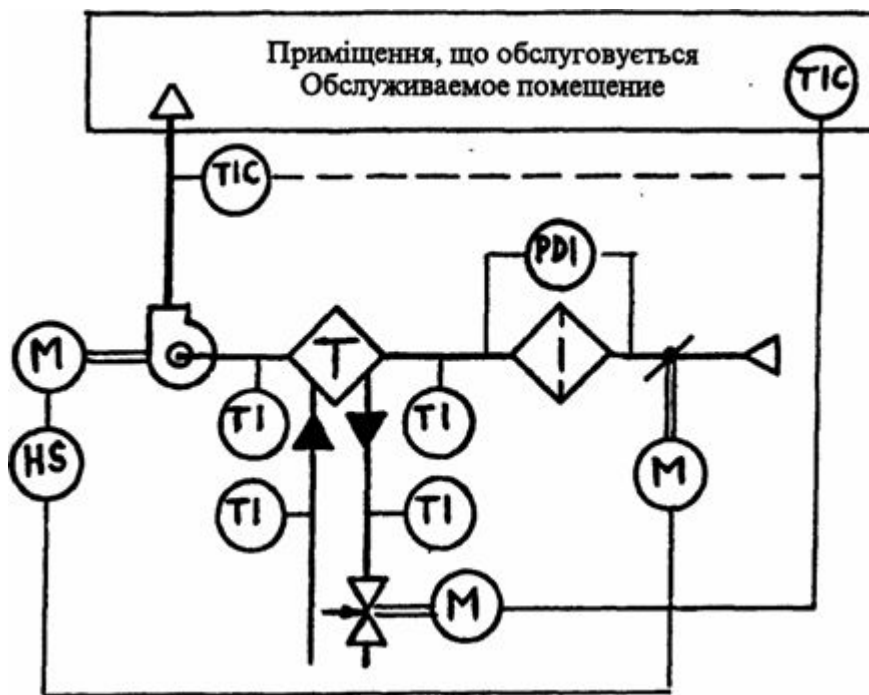 Приміщення, що обслуговується
Обслуживаемое помещение
TIC
TIC
PDI
M
T
I
TI
TI
HS
M
TI
TI
M